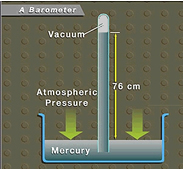 A Barometer
Vacuum
76 cm
Atmospheric
Pressure
Mercury